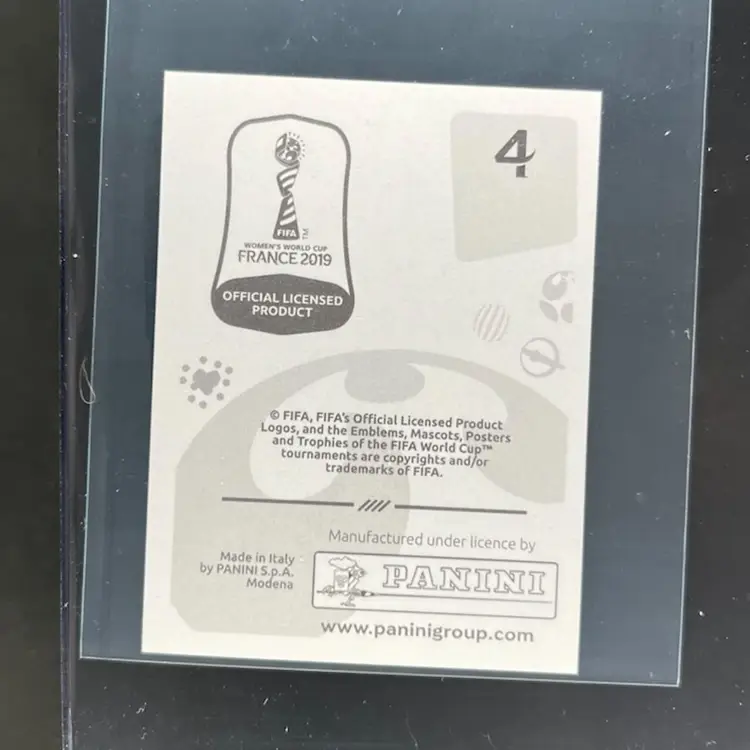 4
FIFA
TM
WOMEN'S WORLD CUP
FRANCE 2019
OFFICIAL LICENSED
PRODUCT
© FIFA, FIFA's Official Licensed Product
Logos, and the Emblems, Mascots, Posters
and Trophies of the FIFA World Cup™
tournaments are copyrights and/or
trademarks of FIFA.
Manufactured under licence by
Made in Italy
by PANINI S.p.A.
Modena
PANINI
www.paninigroup.com